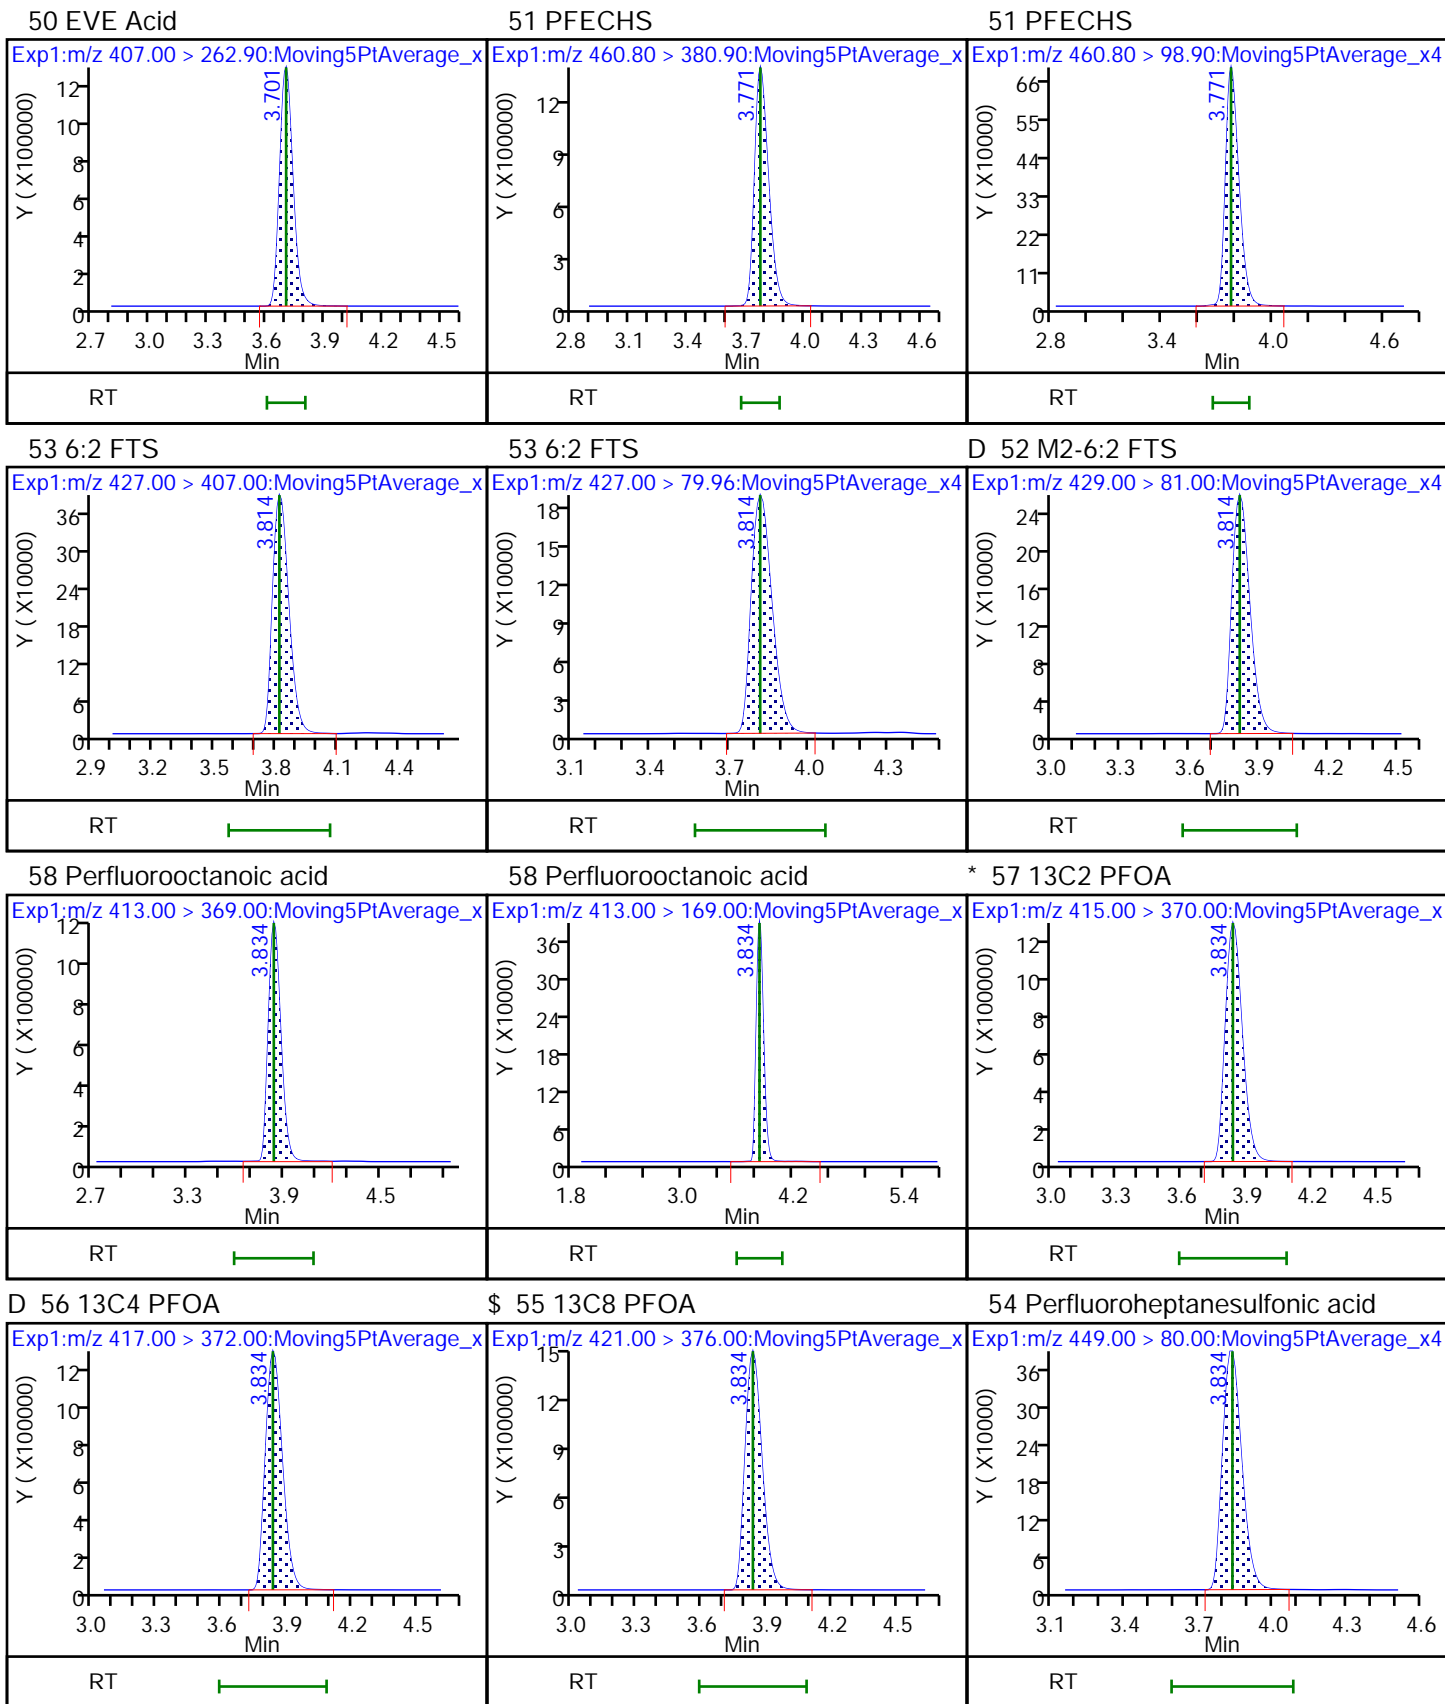 50 EVE Acid
Exp1:m/z 407.00 > 262.90:Moving5PtAverage_x
3.701
Y ( X100000)
12
10
8
6
4
2
0
2.7 3.0 3.3 3.6 3.9 4.2 4.5
Min
RT
51 PFECHS
Exp1:m/z 460.80 > 380.90:Moving5PtAverage_x
3.771
Y ( X100000)
12
9
6
3
0
2.8 3.1 3.4 3.7 4.0 4.3 4.6
Min
RT
51 PFECHS
Exp1:m/z 460.80 > 98.90:Moving5PtAverage_x4
3.771
Y ( X100000)
66
55
44
33
22
11
0
2.8 3.4 4.0 4.6
Min
RT
53 6:2 FTS
Exp1:m/z 427.00 > 407.00:Moving5PtAverage_x
3.814
Y ( X10000)
36
30
24
18
12
6
0
2.9 3.2 3.5 3.8 4.1 4.4
Min
RT
53 6:2 FTS
Exp1:m/z 427.00 > 79.96:Moving5PtAverage_x4
3.814
Y ( X10000)
18
15
12
9
6
3
0
3.1 3.4 3.7 4.0 4.3
Min
RT
D 52 M2-6:2 FTS
Exp1:m/z 429.00 > 81.00:Moving5PtAverage_x4
3.814
Y ( X10000)
24
20
16
12
8
4
0
3.0 3.3 3.6 3.9 4.2 4.5
Min
RT
58 Perfluorooctanoic acid
Exp1:m/z 413.00 > 369.00:Moving5PtAverage_x
3.834
Y ( X100000)
12
10
8
6
4
2
0
2.7 3.3 3.9 4.5
Min
RT
58 Perfluorooctanoic acid
Exp1:m/z 413.00 > 169.00:Moving5PtAverage_x
3.834
Y ( X10000)
36
30
24
18
12
6
0
1.8 3.0 4.2 5.4
Min
RT
* 57 13C2 PFOA
Exp1:m/z 415.00 > 370.00:Moving5PtAverage_x
3.834
Y ( X100000)
12
10
8
6
4
2
0
3.0 3.3 3.6 3.9 4.2 4.5
Min
RT
D 56 13C4 PFOA
Exp1:m/z 417.00 > 372.00:Moving5PtAverage_x
3.834
Y ( X100000)
12
10
8
6
4
2
0
3.0 3.3 3.6 3.9 4.2 4.5
Min
RT
$ 55 13C8 PFOA
Exp1:m/z 421.00 > 376.00:Moving5PtAverage_x
3.834
Y ( X100000)
15
12
9
6
3
0
3.0 3.3 3.6 3.9 4.2 4.5
Min
RT
54 Perfluoroheptanesulfonic acid
Exp1:m/z 449.00 > 80.00:Moving5PtAverage_x4
3.834
Y ( X10000)
36
30
24
18
12
6
0
3.1 3.4 3.7 4.0 4.3 4.6
Min
RT